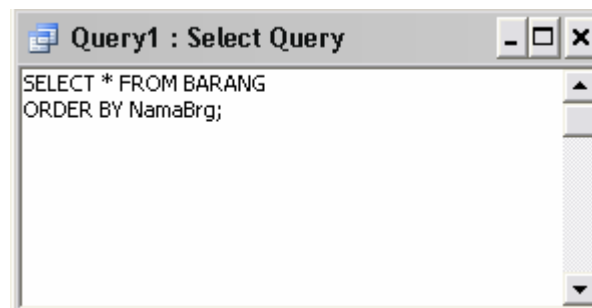 Query1 : Select Query
SELECT * FROM BARANG
ORDER BY NamaBrg;